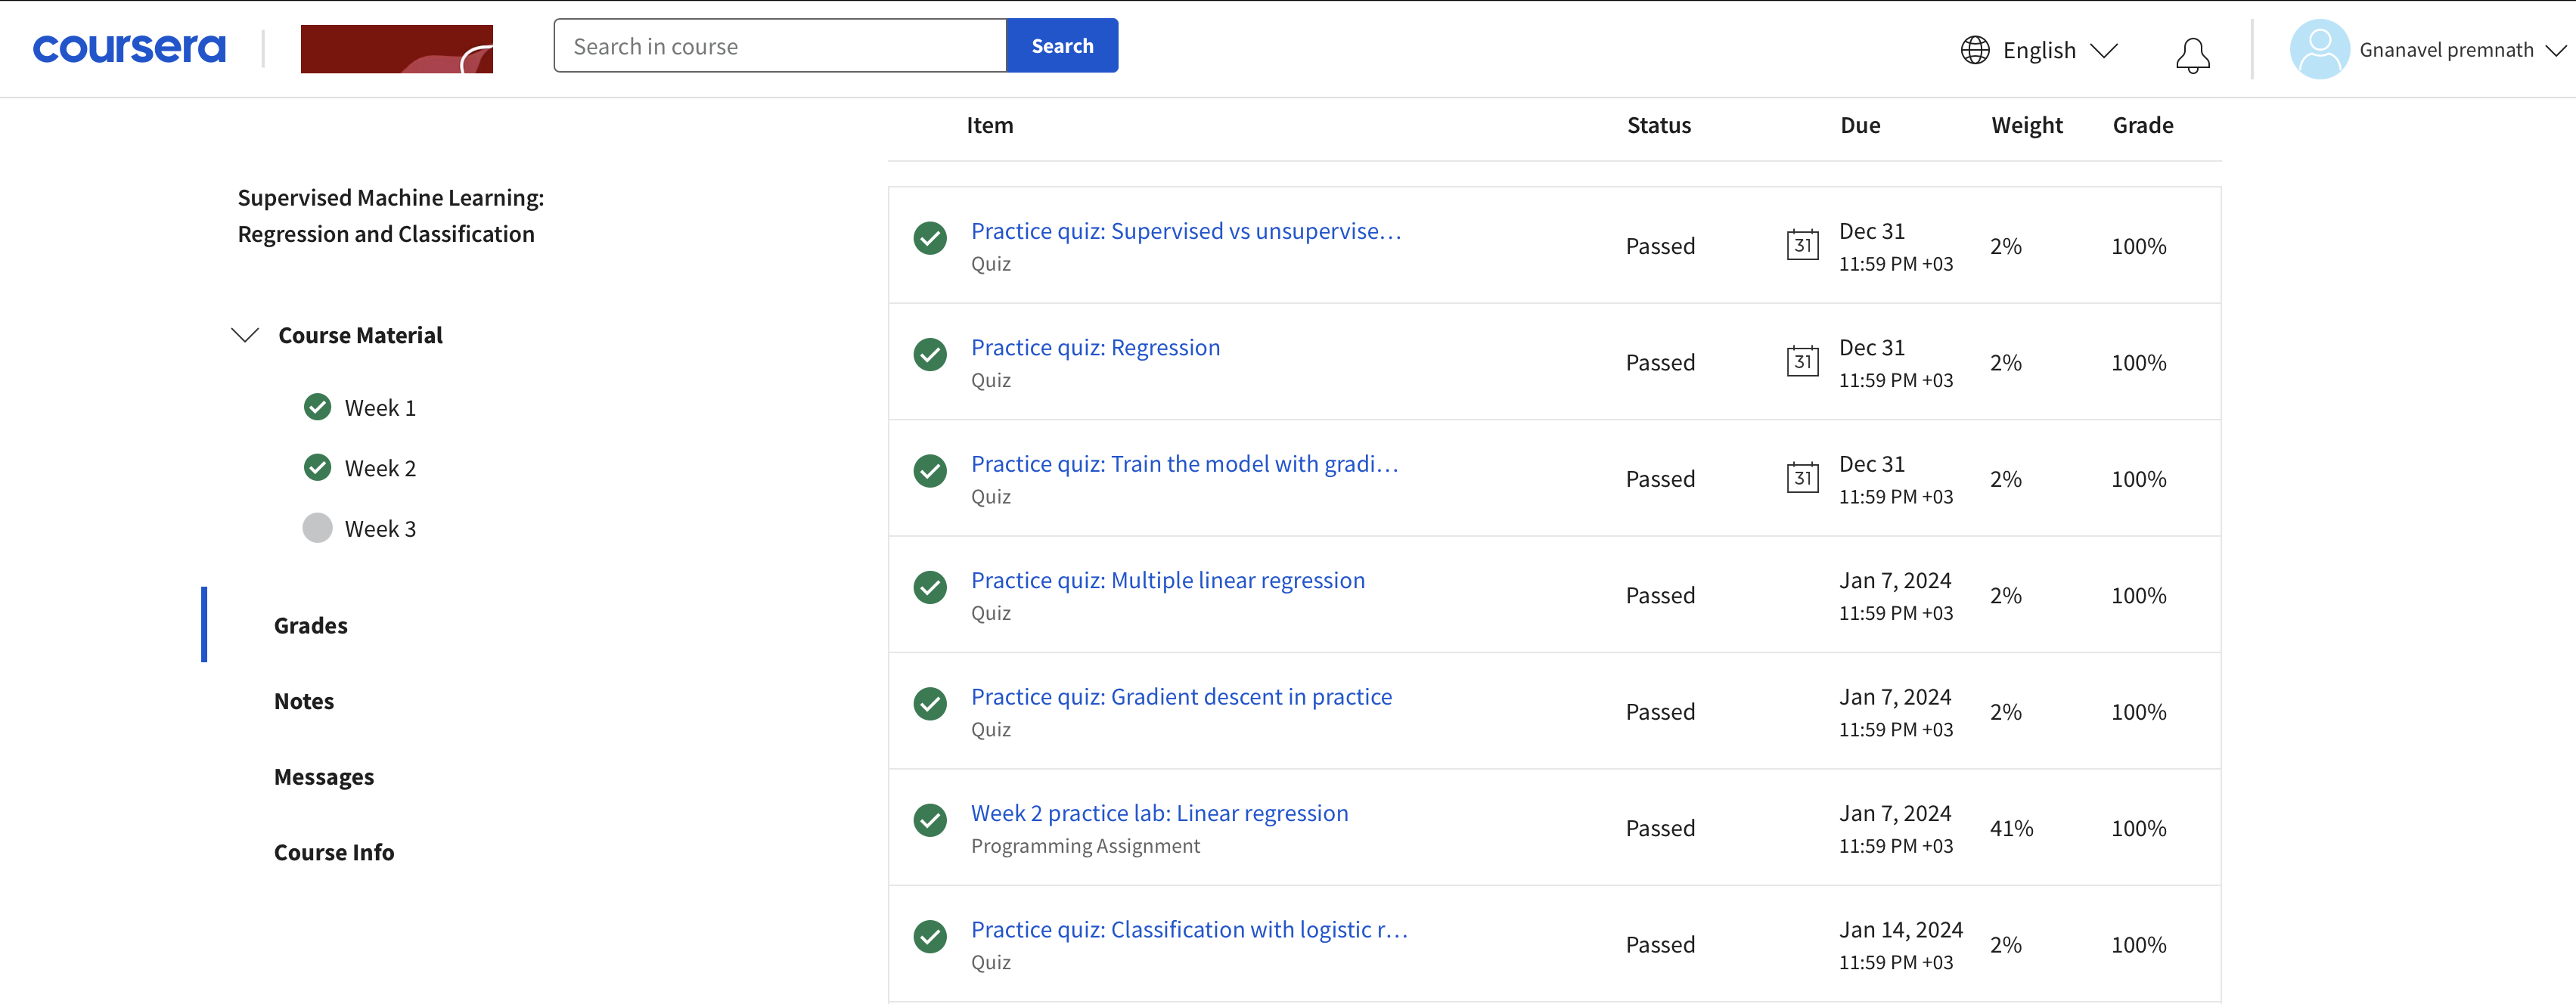 coursera
Search in course
Search
English
Gnanavel premnath
Item Status Due Weight Grade
Supervised Machine Learning:
Regression and Classification
Course Material
Week 1
Week 2
Week 3
Grades
Notes
Messages
Course Info
Practice quiz: Supervised vs unsupervise...
Quiz
Passed
31
Dec 31
11:59 PM +03
2%
100%
Practice quiz: Regression
Quiz
Passed
31
Dec 31
11:59 PM +03
2%
100%
Practice quiz: Train the model with gradi...
Quiz
Passed
31
Dec 31
11:59 PM +03
2%
100%
Practice quiz: Multiple linear regression
Quiz
Passed
Jan 7, 2024
11:59 PM +03
2%
100%
Practice quiz: Gradient descent in practice
Quiz
Passed
Jan 7, 2024
11:59 PM +03
2%
100%
Week 2 practice lab: Linear regression
Programming Assignment
Passed
Jan 7, 2024
11:59 PM +03
41%
100%
Practice quiz: Classification with logistic r...
Quiz
Passed
Jan 14, 2024
11:59 PM +03
2%
100%